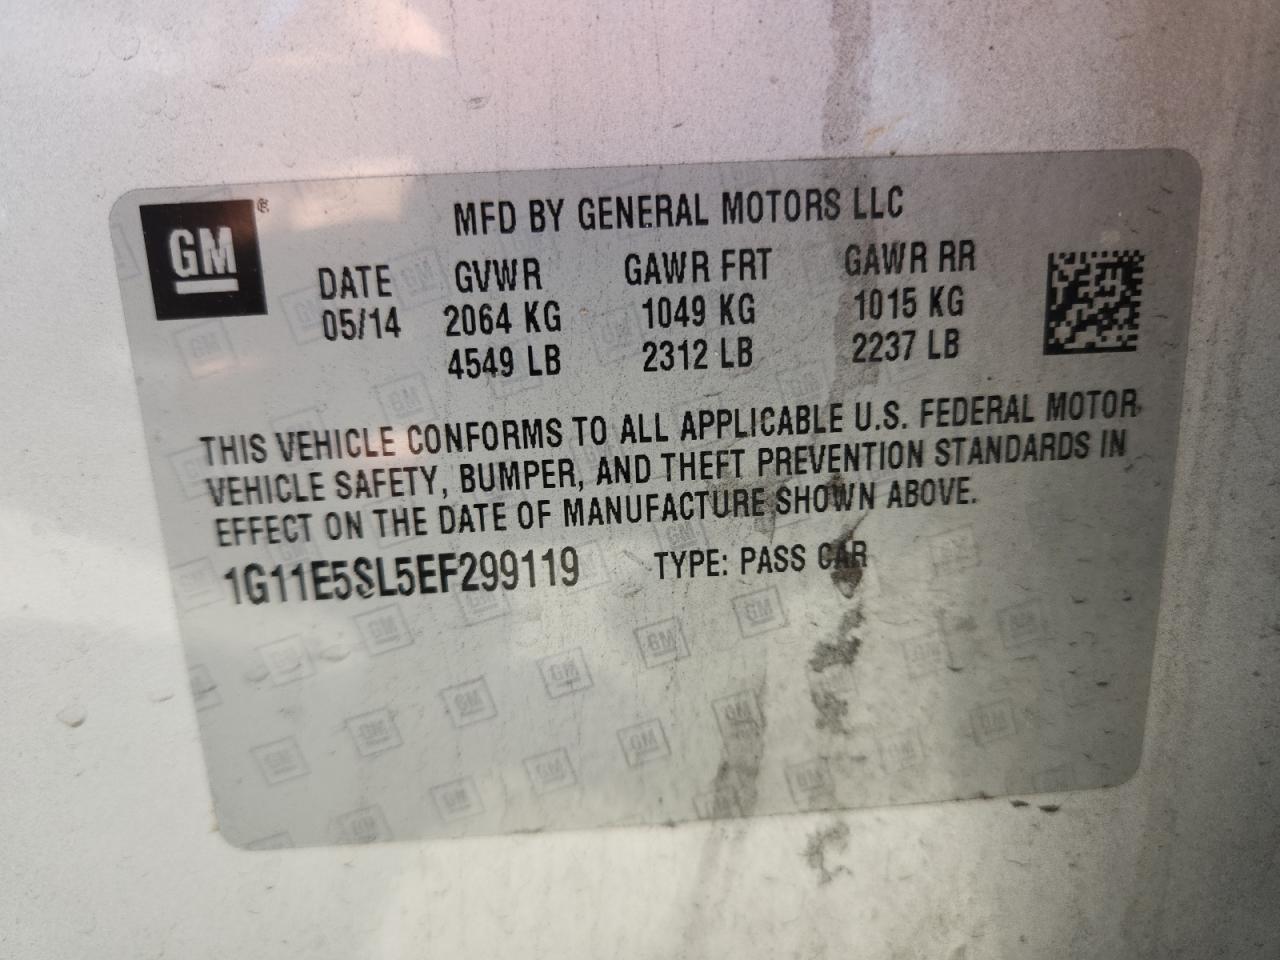 GM ®
MFD BY GENERAL MOTORS LLC
DATE GVWR GAWR FRT GAWR RR
05/14 2064 KG 1049 KG 1015 KG
4549 LB 2312 LB 2237 LB
THIS VEHICLE CONFORMS TO ALL APPLICABLE U.S. FEDERAL MOTOR
VEHICLE SAFETY, BUMPER, AND THEFT PREVENTION STANDARDS IN
EFFECT ON THE DATE OF MANUFACTURE SHOWN ABOVE.
1G11E5SL5EF299119 TYPE: PASS CAR